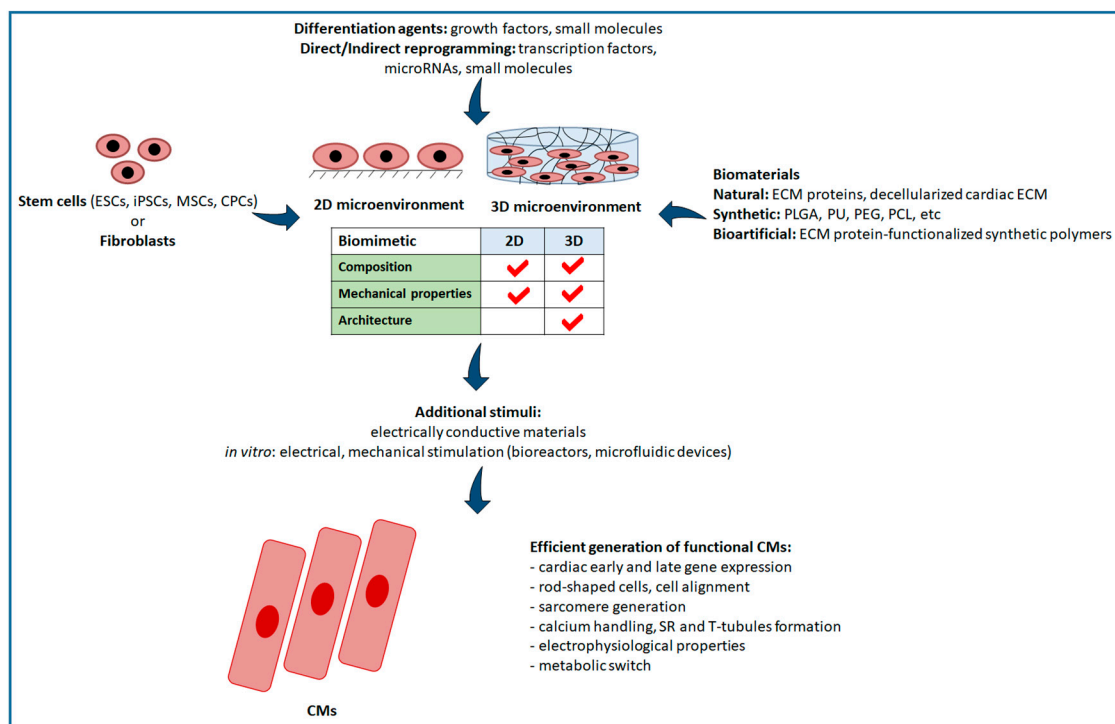 Differentiation agents: growth factors, small molecules
Direct/Indirect reprogramming: transcription factors,
microRNAs, small molecules
Stem cells (ESCs, iPSCs, MSCs, CPCs)
or
Fibroblasts
2D microenvironment
3D microenvironment
Biomaterials
Natural: ECM proteins, decellularized cardiac ECM
Synthetic: PLGA, PU, PEG, PCL, etc
Bioartificial: ECM protein-functionalized synthetic polymers
Biomimetic 2D 3D
Composition
Mechanical properties
Architecture
Additional stimuli:
electrically conductive materials
in vitro: electrical, mechanical stimulation (bioreactors, microfluidic devices)
Efficient generation of functional CMs:
- cardiac early and late gene expression
- rod-shaped cells, cell alignment
- sarcomere generation
- calcium handling, SR and T-tubules formation
- electrophysiological properties
- metabolic switch
CMs